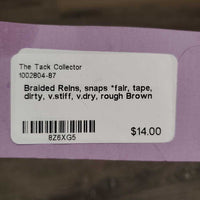 The Tack Collector
1002804-87
Braided Reins, snaps *fair, tape,
dirty, v.stiff, v.dry, rough Brown
8Z6XG5
$14.00